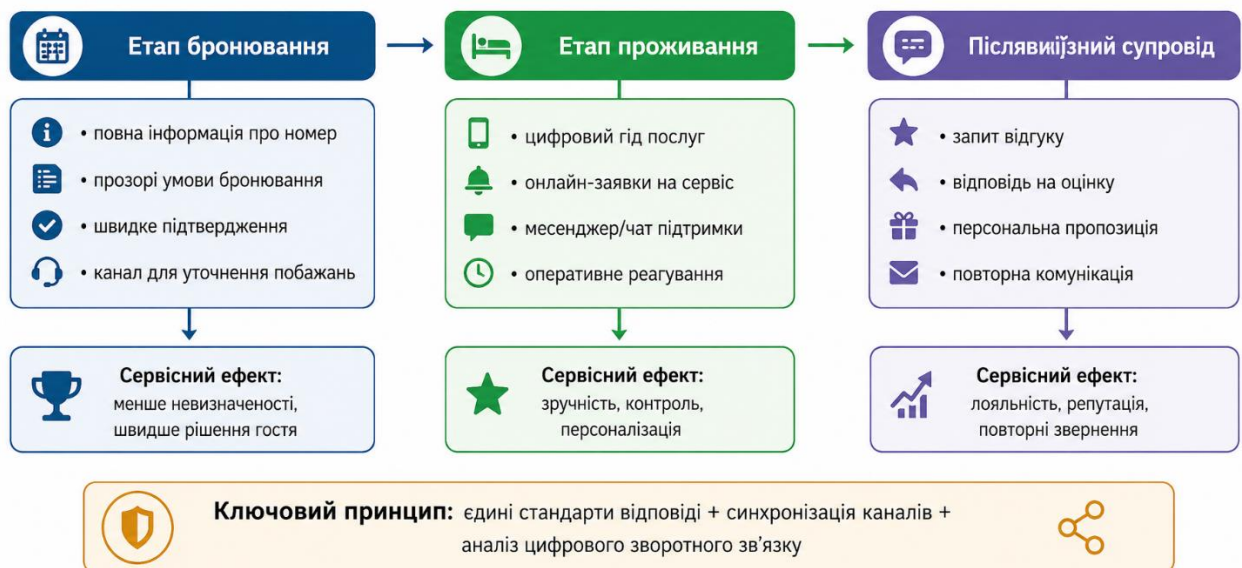 Етап бронювання
• повна інформація про номер
• прозорі умови бронювання
• швидке підтвердження
• канал для уточнення побажань
Сервісний ефект:
менше невизначеності,
швидше рішення гостя
Етап проживання
• цифровий гід послуг
• онлайн-заявки на сервіс
• месенджер/чат підтримки
• оперативне реагування
Сервісний ефект:
зручність, контроль,
персоналізація
супровід
• запит відгуку
• відповідь на оцінку
• персональна пропозиція
• повторна комунікація
Сервісний ефект:
лояльність, репутація,
повторні звернення
Ключовий принцип: єдині стандарти відповіді + синхронізація каналів +
аналіз цифрового зворотного зв'язку